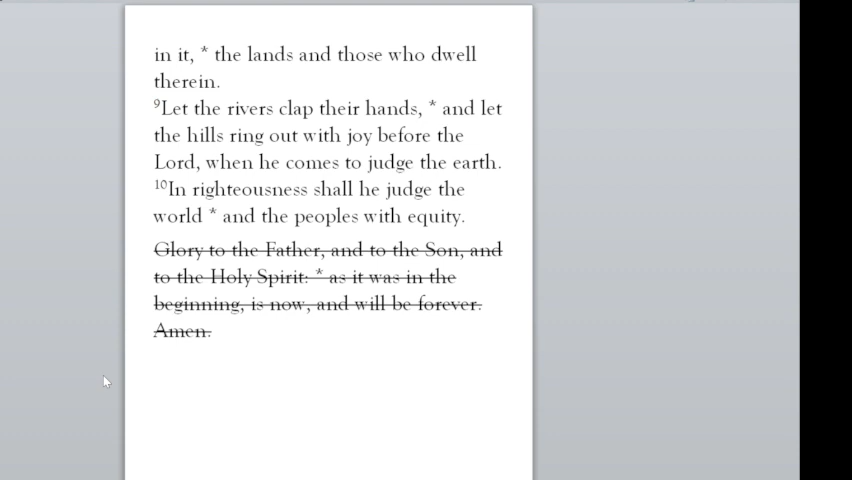 in it, * the lands and those who dwell
therein.
⁹Let the rivers clap their hands, * and let
the hills ring out with joy before the
Lord, when he comes to judge the earth.
¹⁰In righteousness shall he judge the
world * and the peoples with equity.
Glory to the Father, and to the Son, and
to the Holy Spirit: * as it was in the
beginning, is now, and will be forever.
Amen.